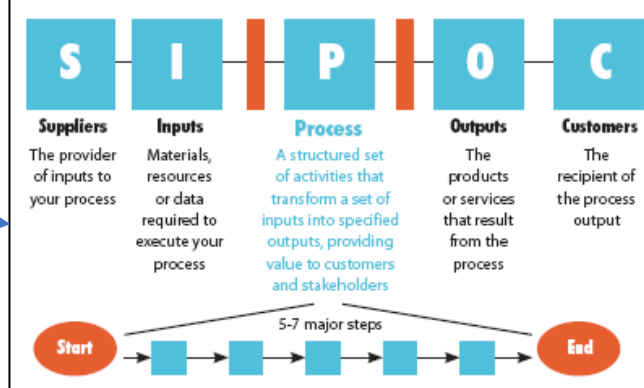 S I P O C
Suppliers
The provider
of inputs to
your process
Inputs
Materials,
resources
or data
required to
execute your
process
Process
A structured set
of activities that
transform a set of
inputs into specified
outputs, providing
value to customers
and stakeholders
Outputs
The
products
or services
that result
from the
process
Customers
The
recipient of
the process
output
5-7 major steps
Start
End